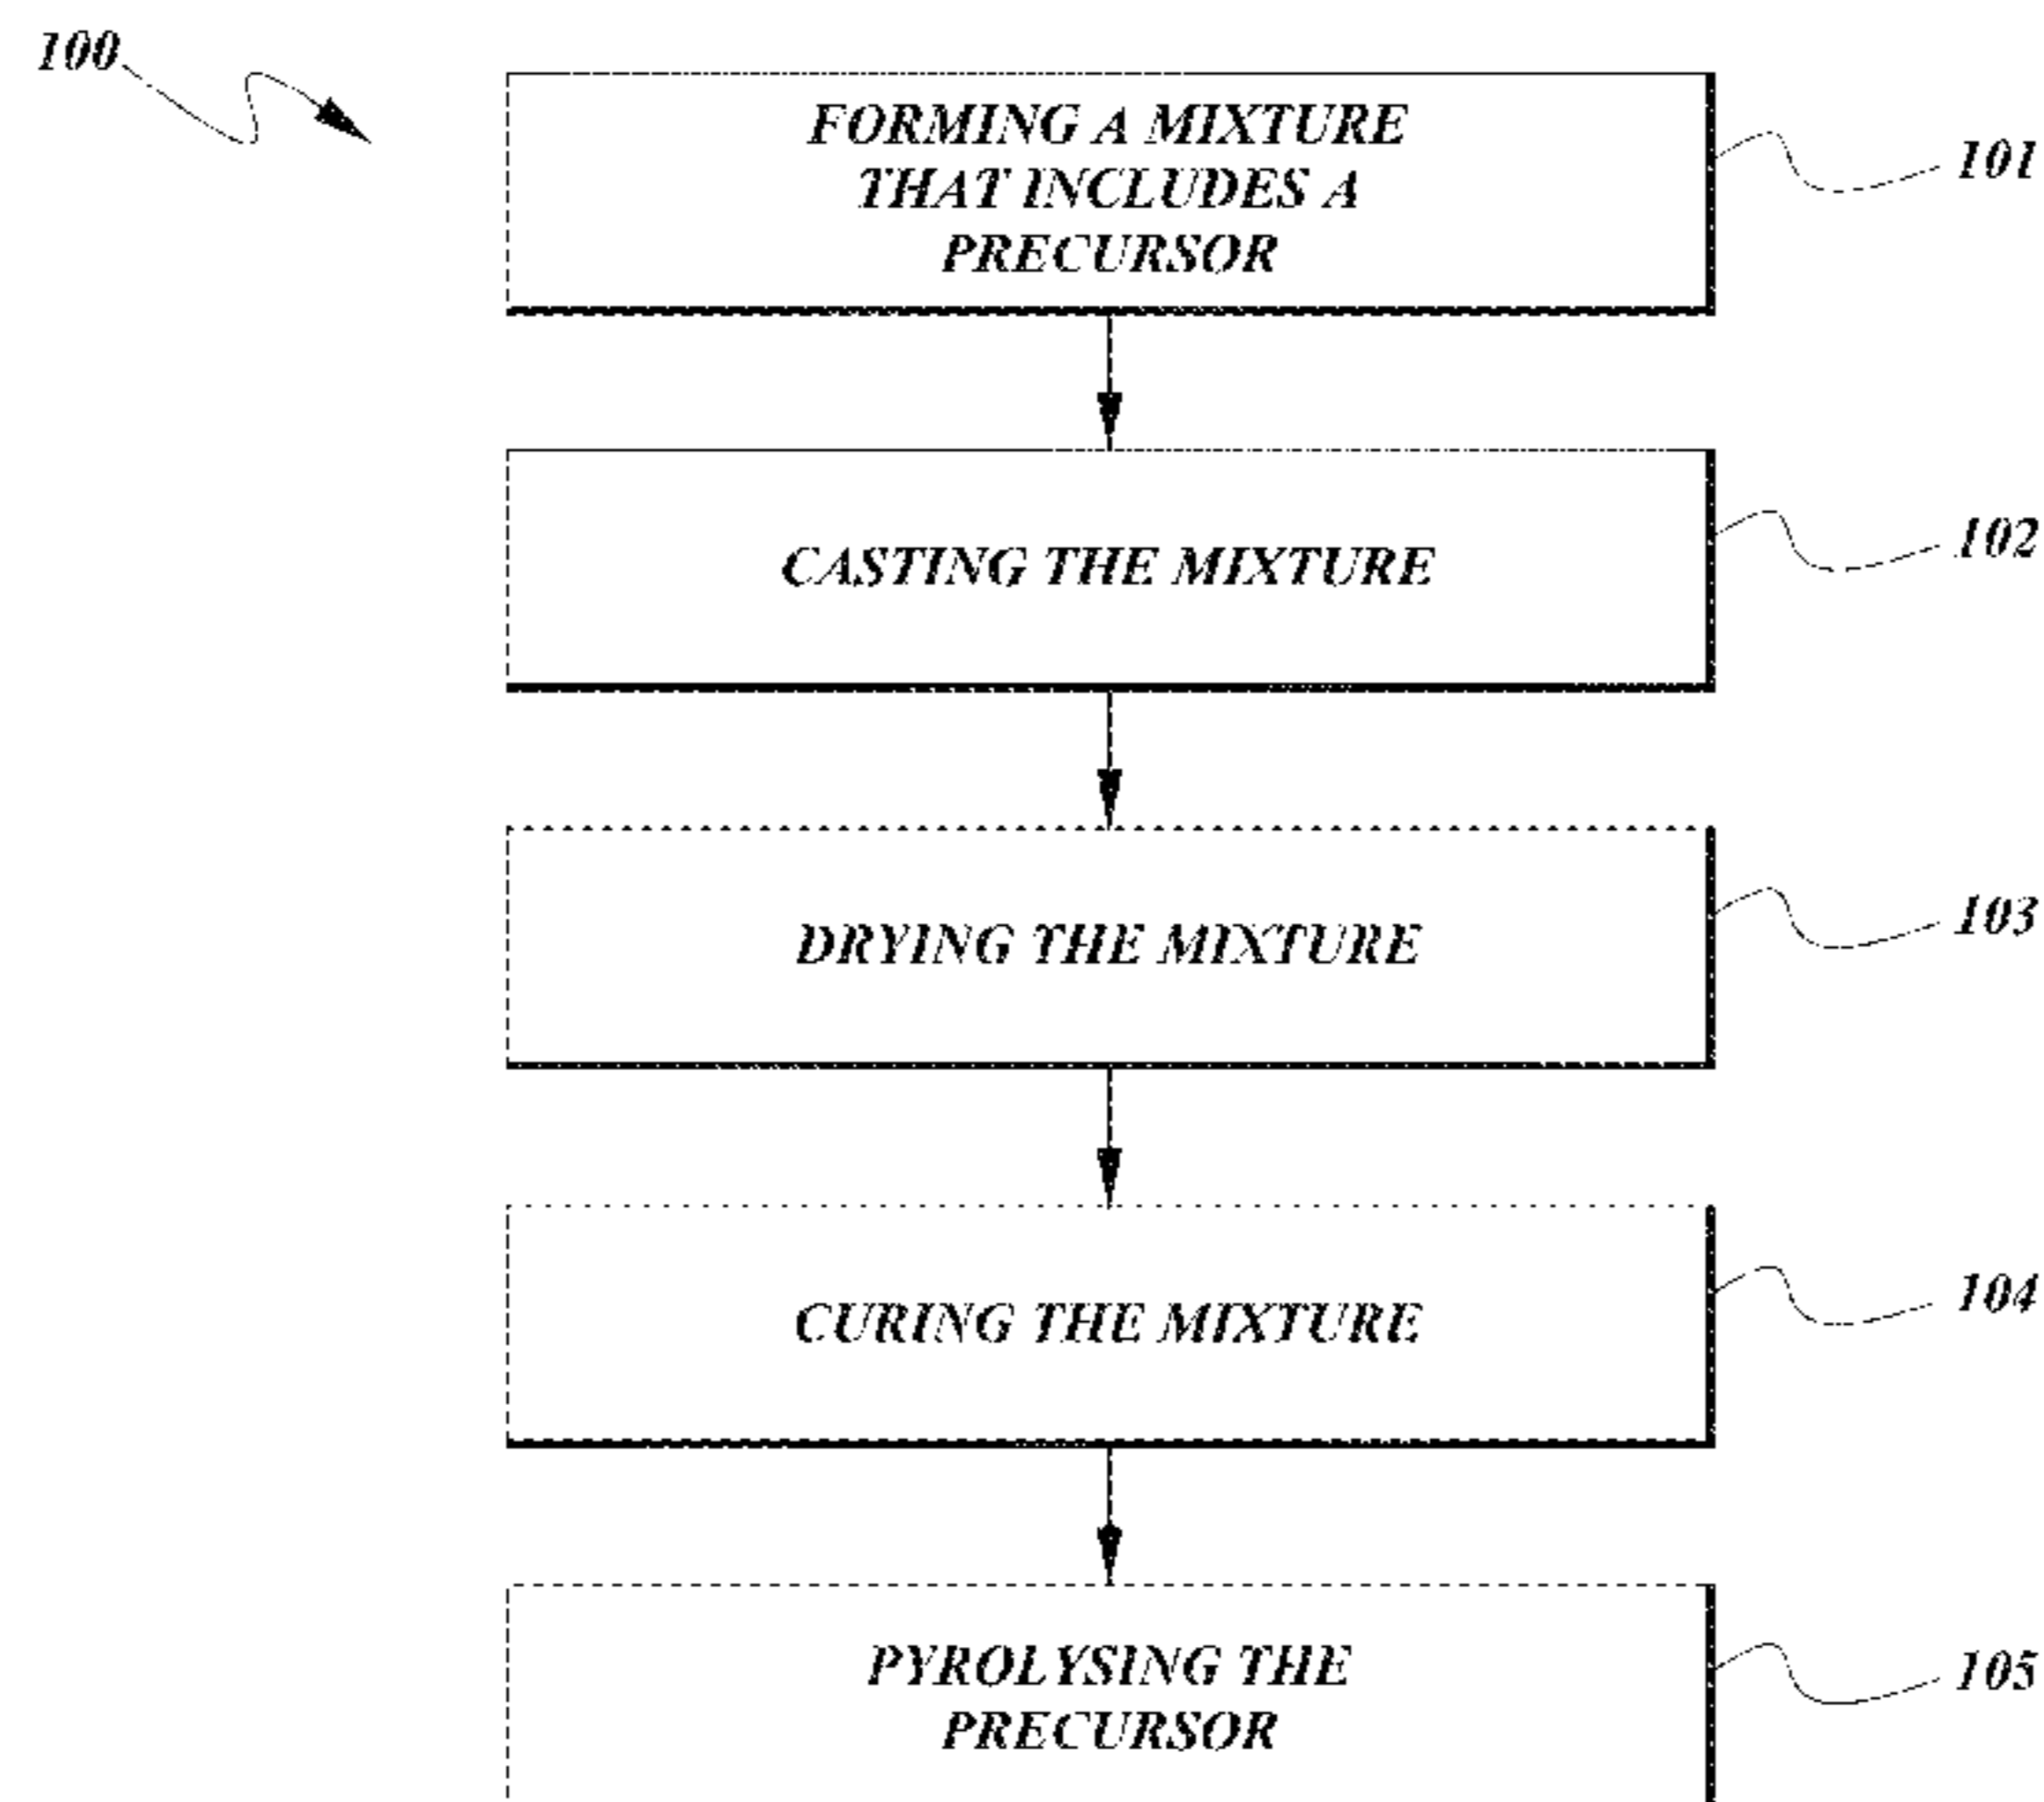 100
FORMING A MIXTURE
THAT INCLUDES A
PRECURSOR
101
CASTING THE MIXTURE
102
DRYING THE MIXTURE
103
CURING THE MIXTURE
104
PYROLYSING THE
PRECURSOR
105